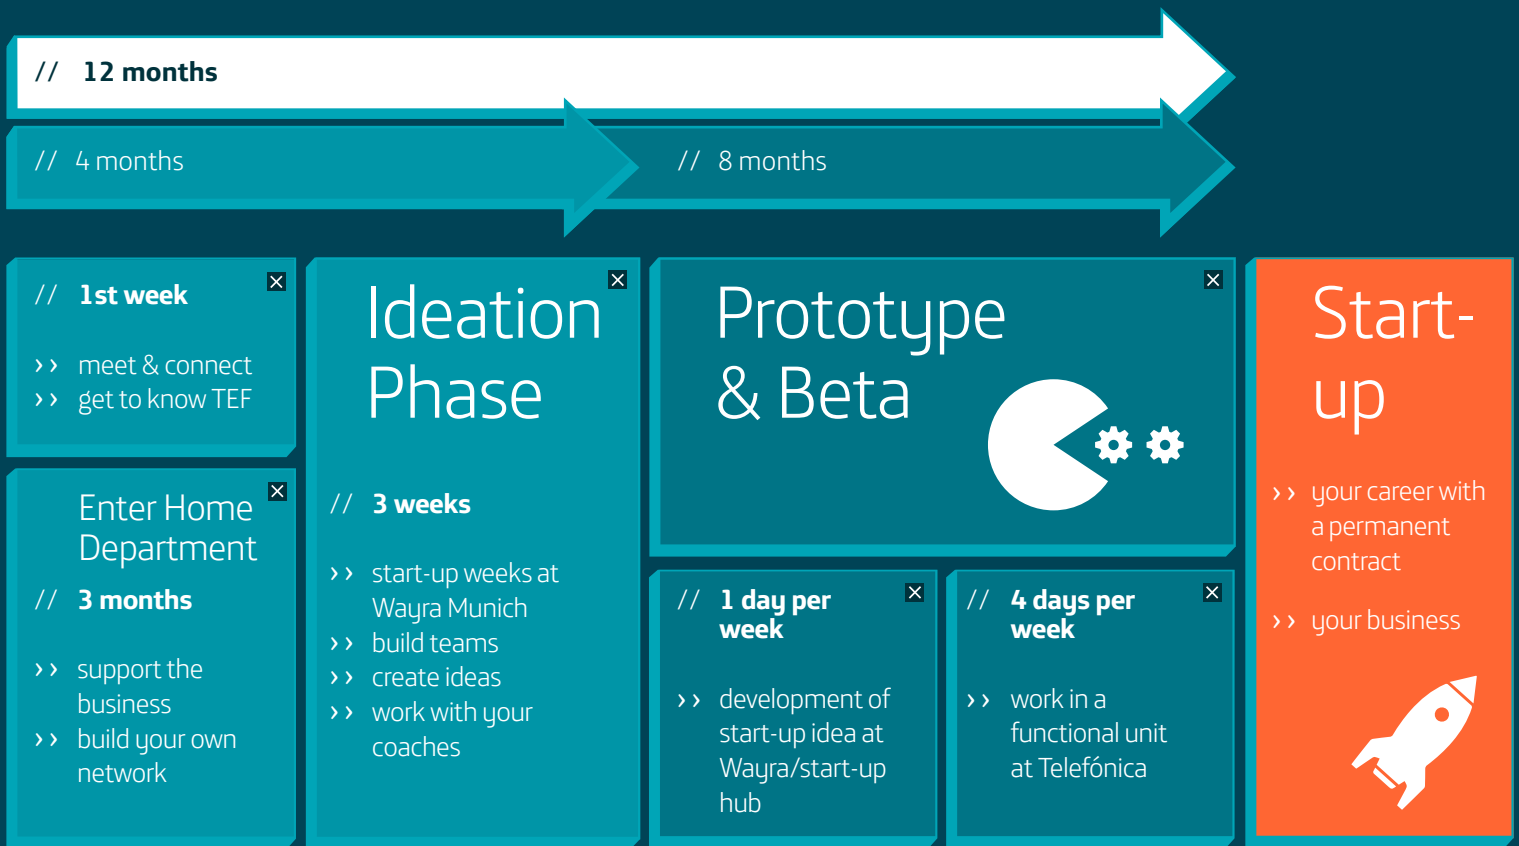 // 12 months
// 4 months
// 8 months
// 1st week
›› meet & connect
›› get to know TEF
Enter Home
Department
// 3 months
›› support the
business
›› build your own
network
Ideation
Phase
// 3 weeks
›› start-up weeks at
Wayra Munich
›› build teams
›› create ideas
›› work with your
coaches
Prototype
& Beta
// 1 day per
week
›› development of
start-up idea at
Wayra/start-up
hub
// 4 days per
week
›› work in a
functional unit
at Telefónica
Start-
up
›› your career with
a permanent
contract
›› your business